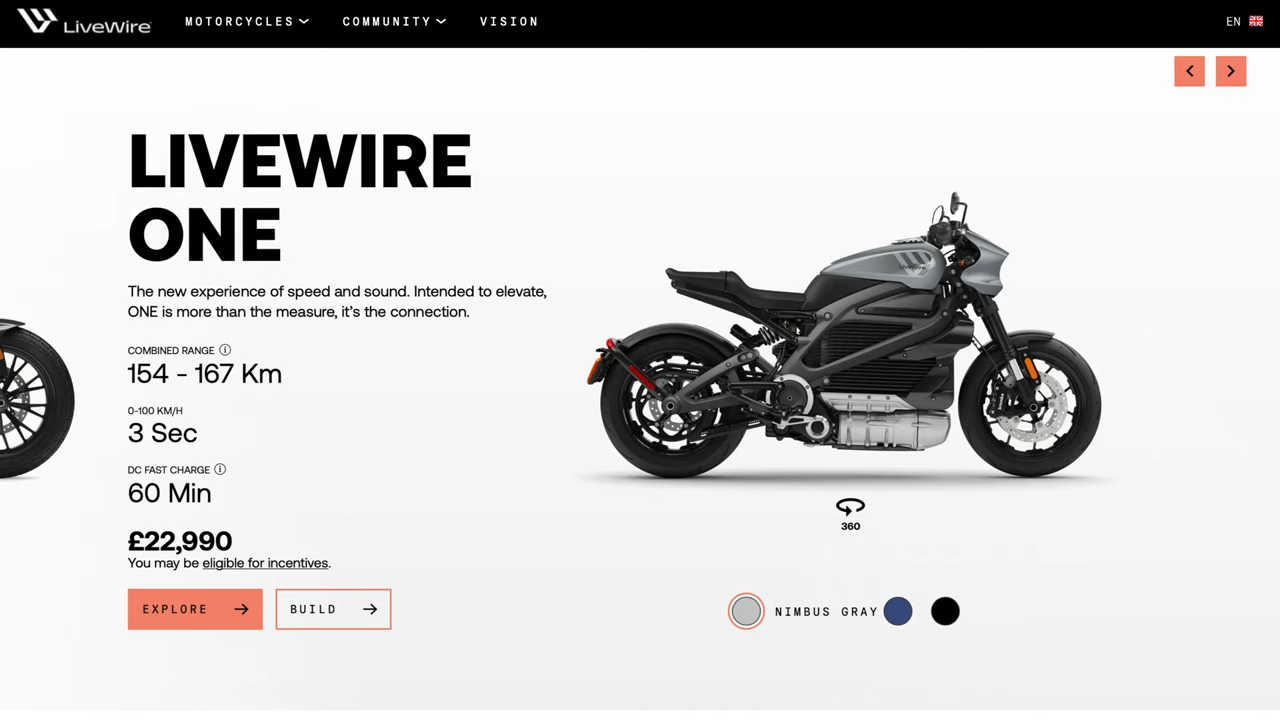 LiveWire
MOTORCYCLES
COMMUNITY
VISION
EN
LIVEWIRE
ONE
The new experience of speed and sound. Intended to elevate,
ONE is more than the measure, it's the connection.
COMBINED RANGE
154 - 167 Km
0-100 KM/H
3 Sec
DC FAST CHARGE
60 Min
£22,990
You may be eligible for incentives.
EXPLORE
BUILD
LiveWire
360
NIMBUS GRAY